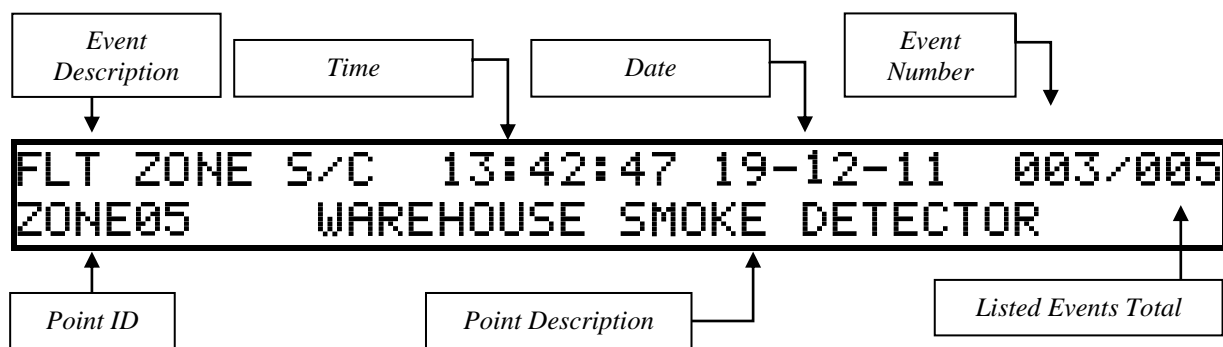 Event
Description
Time
Date
Event
Number
FLT ZONE S/C 13:42:47 19-12-11 003/005
ZONE05 WAREHOUSE SMOKE DETECTOR
Point ID
Point Description
Listed Events Total